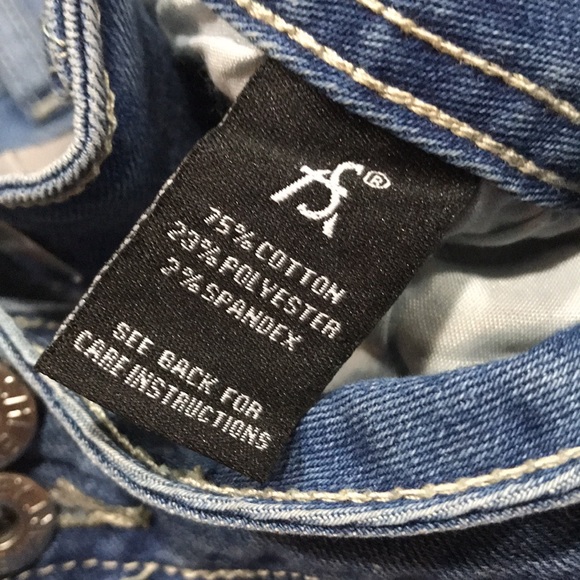 ®
75% COTTON
23% POLYESTER
2% SPANDEX
SEE BACK FOR
CARE INSTRUCTIONS